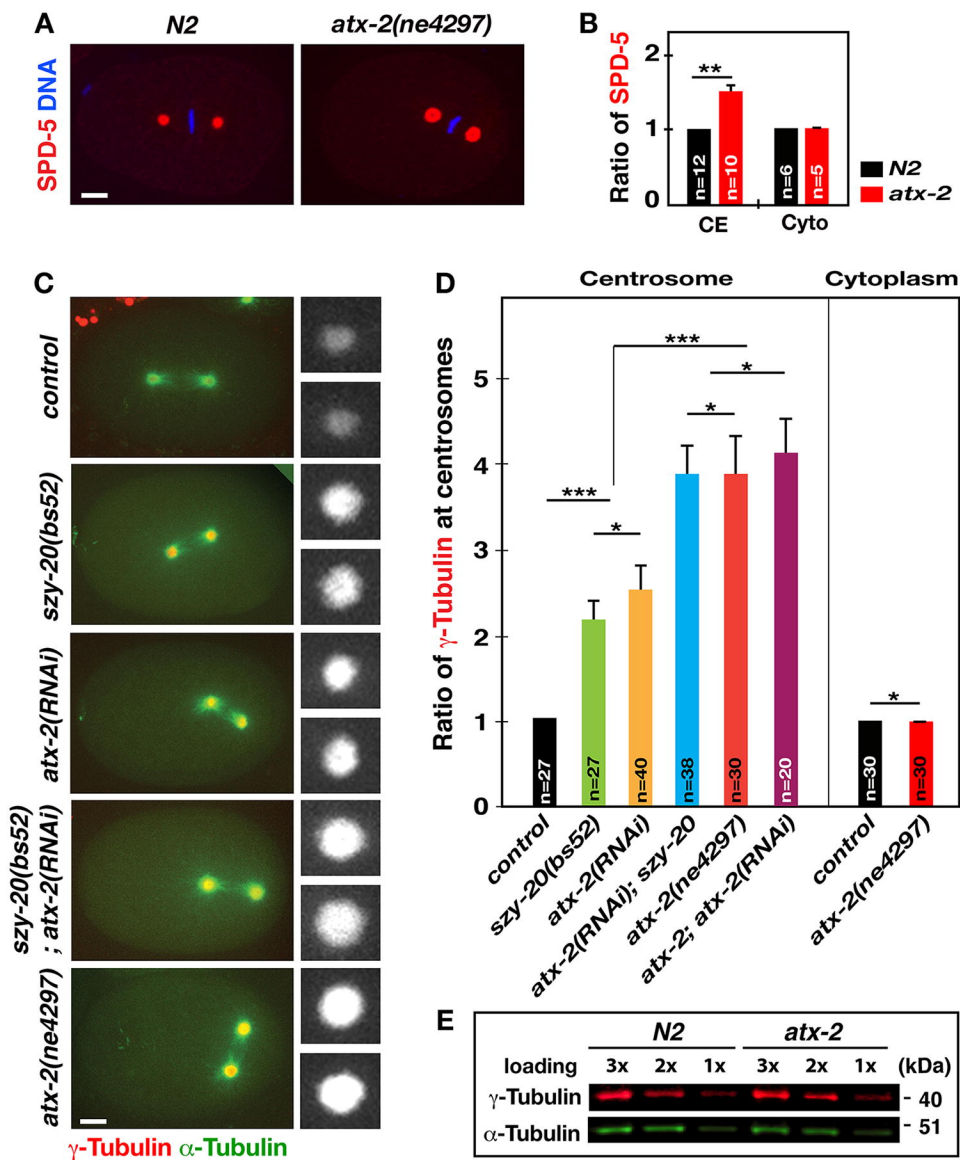 A
N2
atx-2(ne4297)
SPD-5 DNA
B
Ratio of SPD-5
2
1
0
**
n=12
n=10
n=6
n=5
CE
Cyto
N2
atx-2
C
control
szy-20(bs52)
atx-2(RNAi)
szy-20(bs52)
; atx-2(RNAi)
atx-2(ne4297)
γ-Tubulin α-Tubulin
D
Centrosome
Cytoplasm
Ratio of γ-Tubulin at centrosomes
5
4
3
2
1
0
***
*
***
*
*
*
n=27
n=27
n=40
n=38
n=30
n=20
n=30
n=30
control
szy-20(bs52)
atx-2(RNAi)
atx-2(RNAi); szy-20
atx-2(ne4297)
atx-2; atx-2(RNAi)
control
atx-2(ne4297)
E
N2
atx-2
loading 3x 2x 1x 3x 2x 1x (kDa)
γ-Tubulin - 40
α-Tubulin - 51